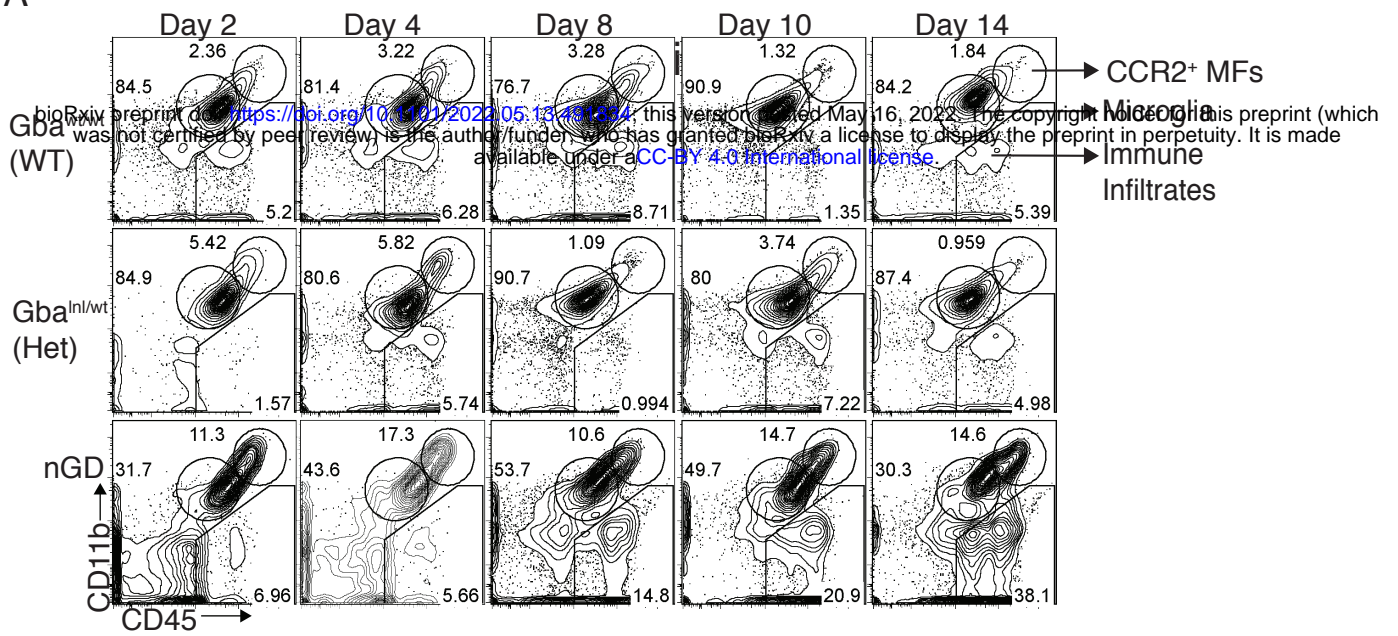 A
Day 2 Day 4 Day 8 Day 10 Day 14
2.36 3.22 3.28 1.32 1.84
84.5 81.4 76.7 90.9 84.2
CCR2⁺ MFs
Microglia
Immune
Infiltrates
bioRxiv preprint doi: https://doi.org/10.1101/2022.05.13.491834; this version posted May 16, 2022. The copyright holder for this preprint (which
was not certified by peer review) is the author/funder, who has granted bioRxiv a license to display the preprint in perpetuity. It is made
available under aCC-BY 4.0 International license.
Gba wt/wt
(WT)
5.2 6.28 8.71 1.35 5.39
5.42 5.82 1.09 3.74 0.959
84.9 80.6 90.7 80 87.4
Gba lnl/wt
(Het)
1.57 5.74 0.994 7.22 4.98
11.3 17.3 10.6 14.7 14.6
nGD
31.7 43.6 53.7 49.7 30.3
6.96 5.66 14.8 20.9 38.1
CD11b
CD45